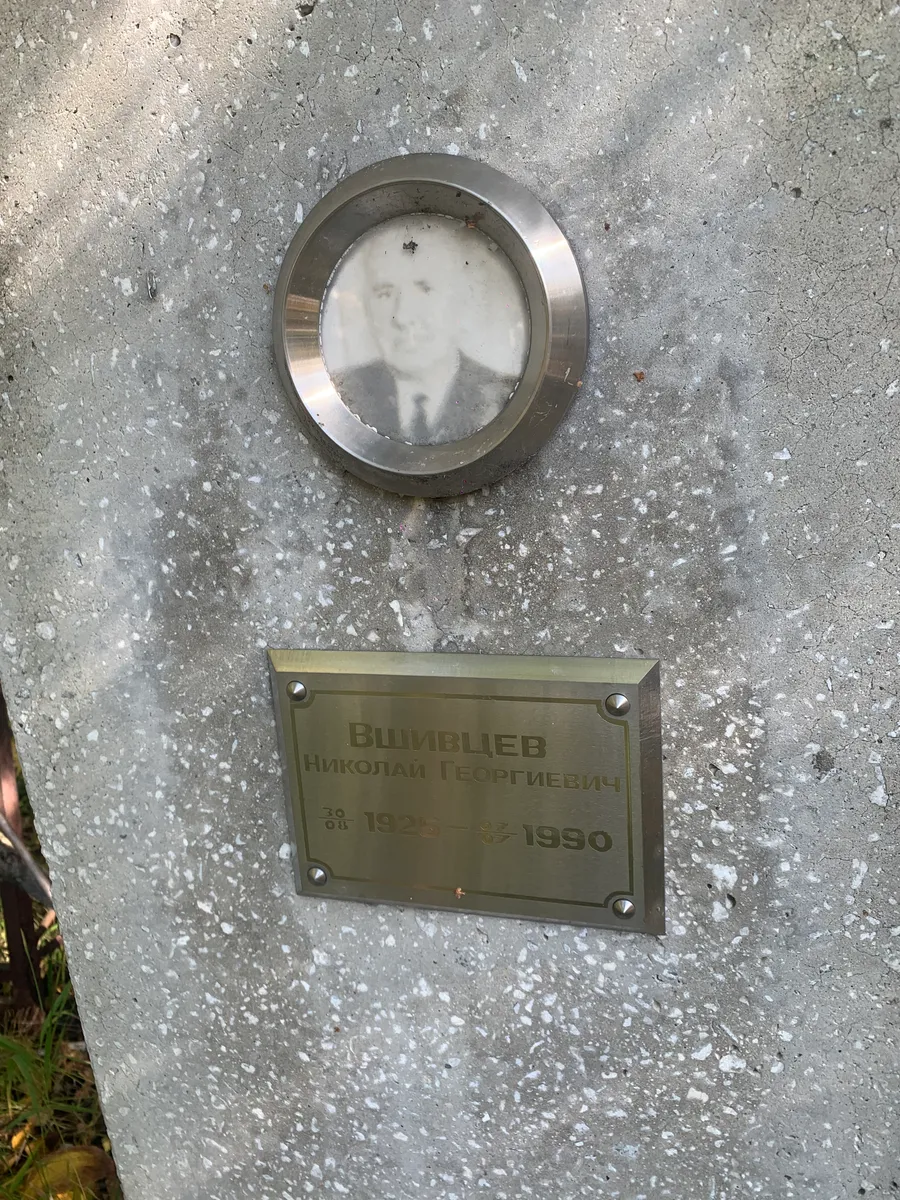 Вшивцев
Николай Георгиевич
30/08 — 1990